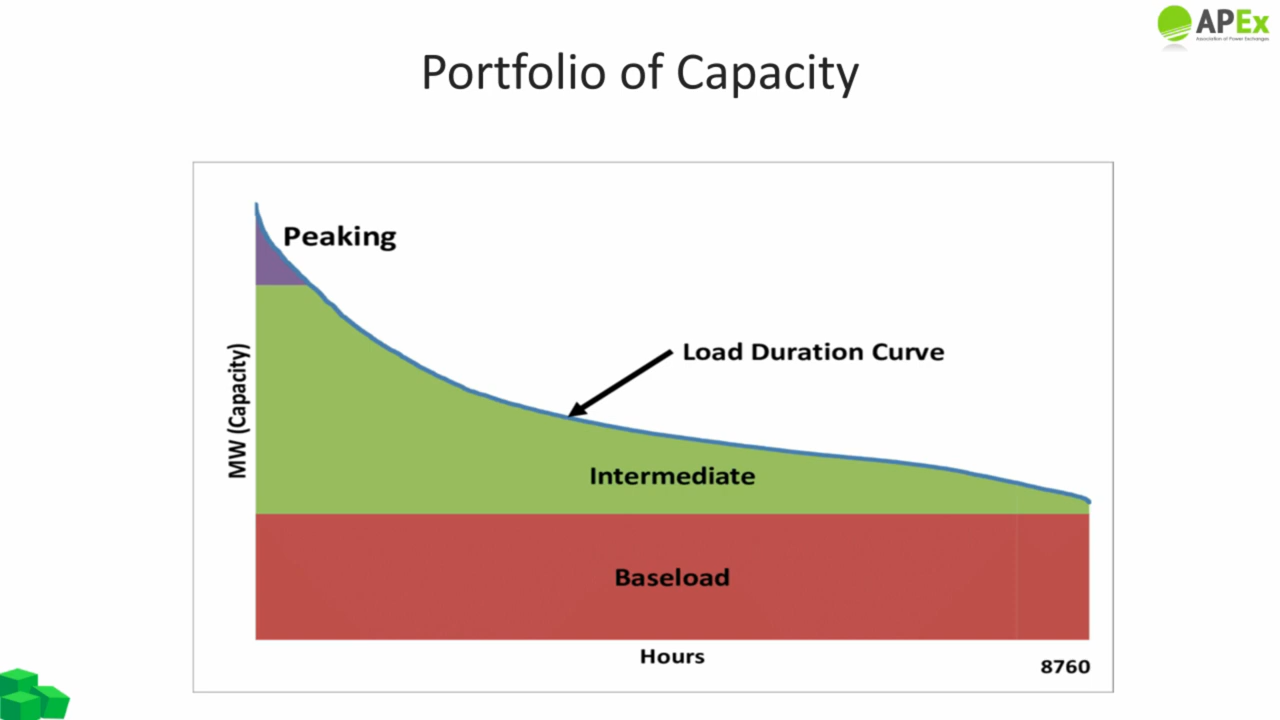 APEx
Association of Power Exchanges
Portfolio of Capacity
Peaking
Load Duration Curve
MW (Capacity)
Intermediate
Baseload
Hours
8760